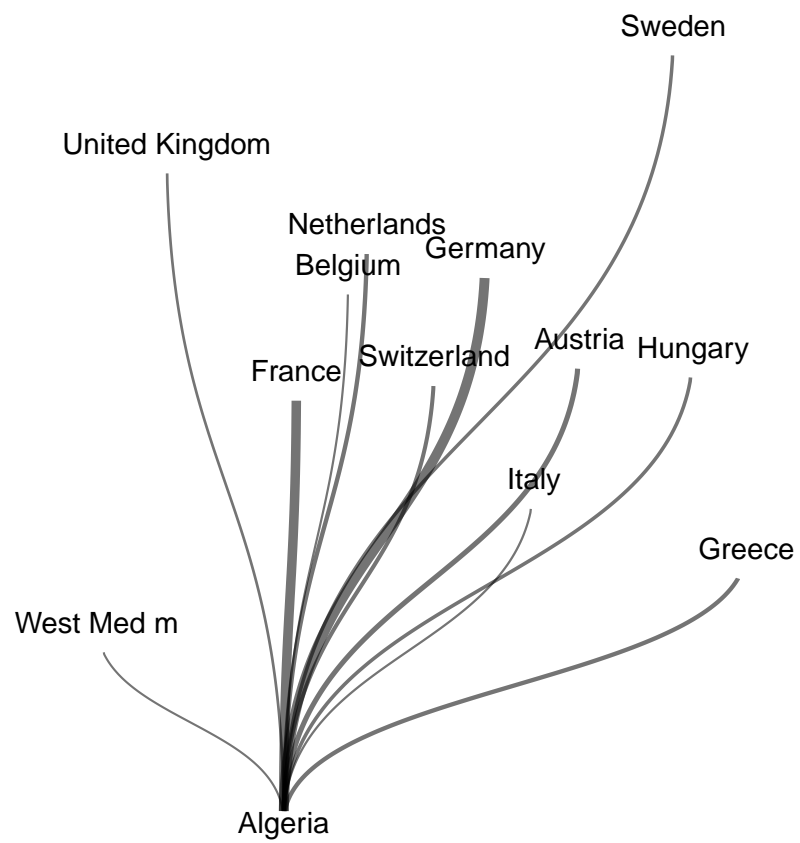 Sweden
United Kingdom
Netherlands
Germany
Belgium
Austria
Hungary
Switzerland
France
Italy
Greece
West Med m
Algeria